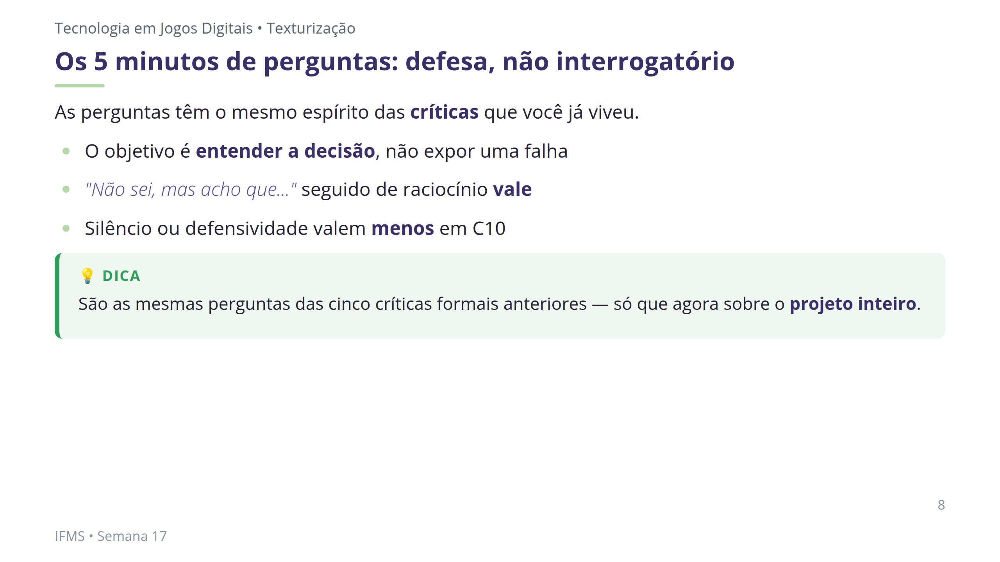 Tecnologia em Jogos Digitais • Texturização
Os 5 minutos de perguntas: defesa, não interrogatório
As perguntas têm o mesmo espírito das críticas que você já viveu.
• O objetivo é entender a decisão, não expor uma falha
• "Não sei, mas acho que..." seguido de raciocínio vale
• Silêncio ou defensividade valem menos em C10
💡 DICA
São as mesmas perguntas das cinco críticas formais anteriores — só que agora sobre o projeto inteiro.
8
IFMS • Semana 17